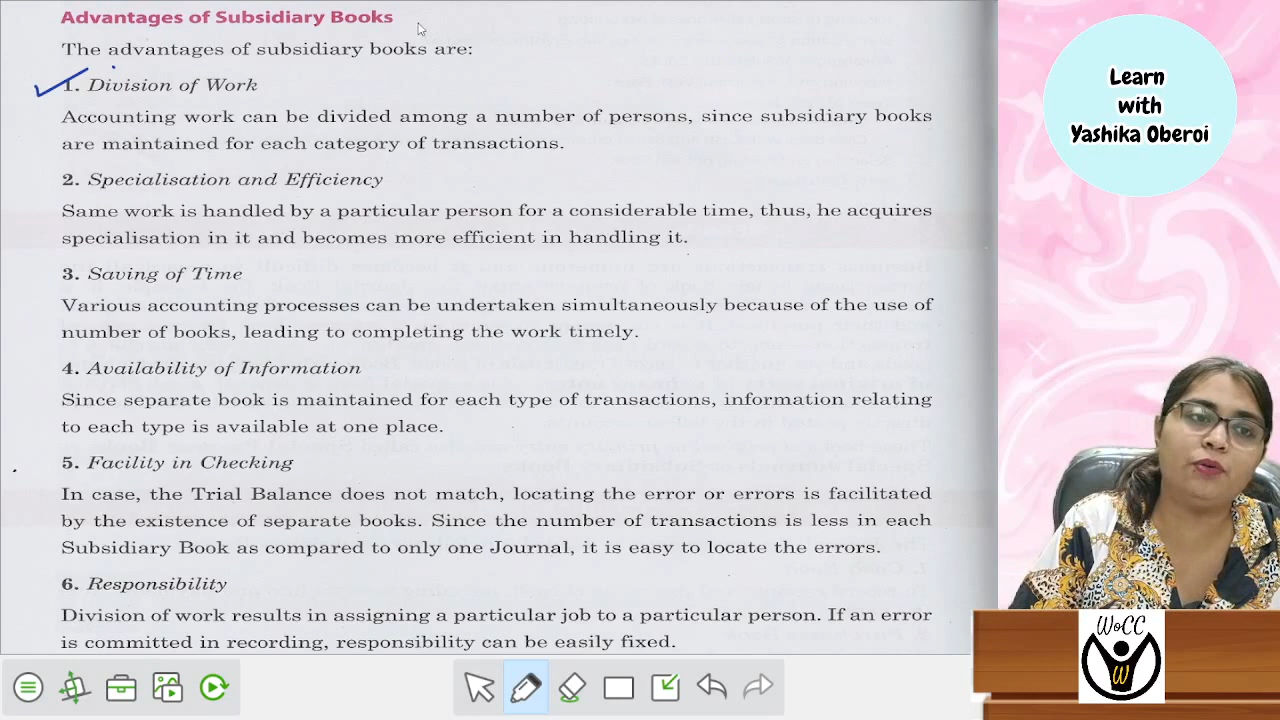 Advantages of Subsidiary Books
The advantages of subsidiary books are:
1. Division of Work
Accounting work can be divided among a number of persons, since subsidiary books
are maintained for each category of transactions.
2. Specialisation and Efficiency
Same work is handled by a particular person for a considerable time, thus, he acquires
specialisation in it and becomes more efficient in handling it.
3. Saving of Time
Various accounting processes can be undertaken simultaneously because of the use of
number of books, leading to completing the work timely.
4. Availability of Information
Since separate book is maintained for each type of transactions, information relating
to each type is available at one place.
5. Facility in Checking
In case, the Trial Balance does not match, locating the error or errors is facilitated
by the existence of separate books. Since the number of transactions is less in each
Subsidiary Book as compared to only one Journal, it is easy to locate the errors.
6. Responsibility
Division of work results in assigning a particular job to a particular person. If an error
is committed in recording, responsibility can be easily fixed.
Learn
with
Yashika Oberoi
WoCC
W